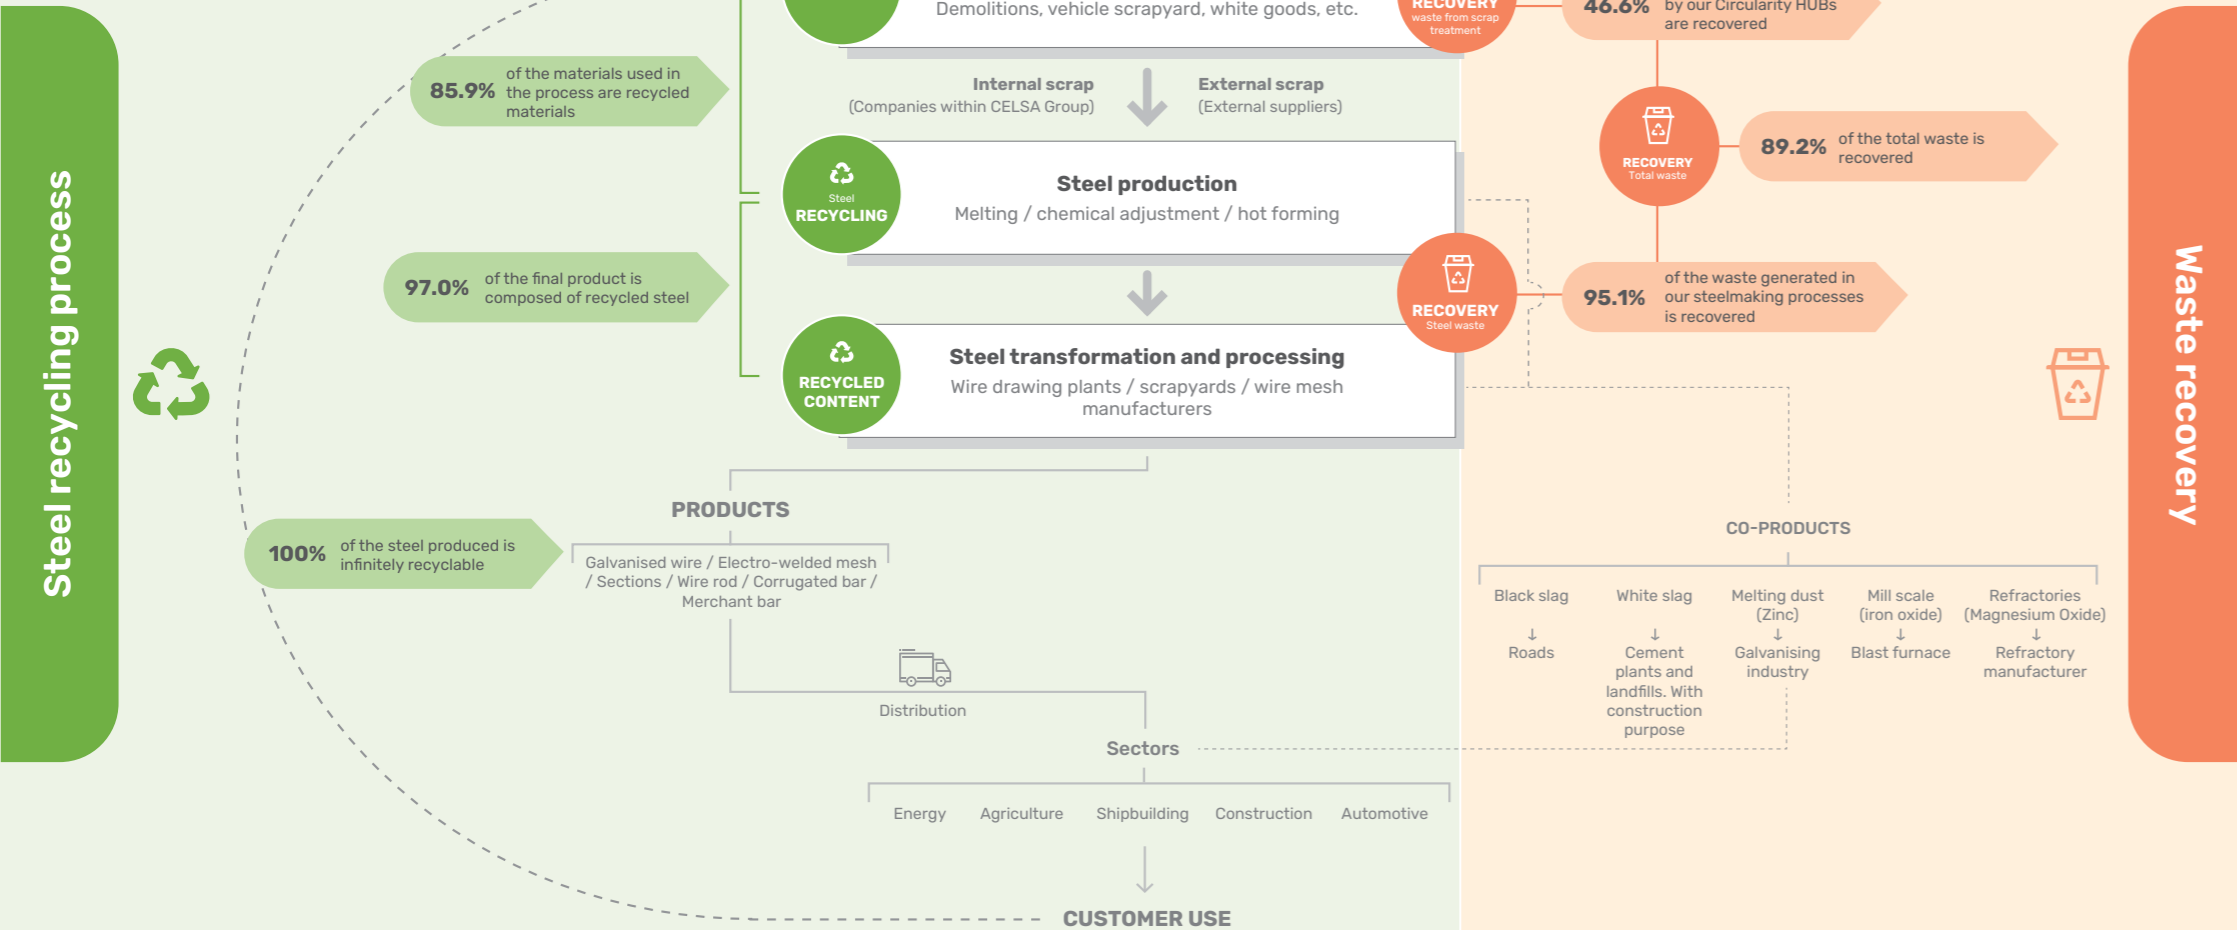 Steel recycling process
Demolitions, vehicle scrapyard, white goods, etc.
RECOVERY
waste from scrap
treatment
46.6%
by our Circularity HUBs
are recovered
85.9%
of the materials used in
the process are recycled
materials
Internal scrap
(Companies within CELSA Group)
External scrap
(External suppliers)
RECOVERY
Total waste
89.2%
of the total waste is
recovered
Steel
RECYCLING
Steel production
Melting / chemical adjustment / hot forming
97.0%
of the final product is
composed of recycled steel
RECOVERY
Steel waste
95.1%
of the waste generated in
our steelmaking processes
is recovered
RECYCLED
CONTENT
Steel transformation and processing
Wire drawing plants / scrapyards / wire mesh
manufacturers
Waste recovery
PRODUCTS
100%
of the steel produced is
infinitely recyclable
Galvanised wire / Electro-welded mesh
/ Sections / Wire rod / Corrugated bar /
Merchant bar
CO-PRODUCTS
Black slag
Roads
White slag
Cement
plants and
landfills. With
construction
purpose
Melting dust
(Zinc)
Galvanising
industry
Mill scale
(iron oxide)
Blast furnace
Refractories
(Magnesium Oxide)
Refractory
manufacturer
Distribution
Sectors
Energy
Agriculture
Shipbuilding
Construction
Automotive
CUSTOMER USE